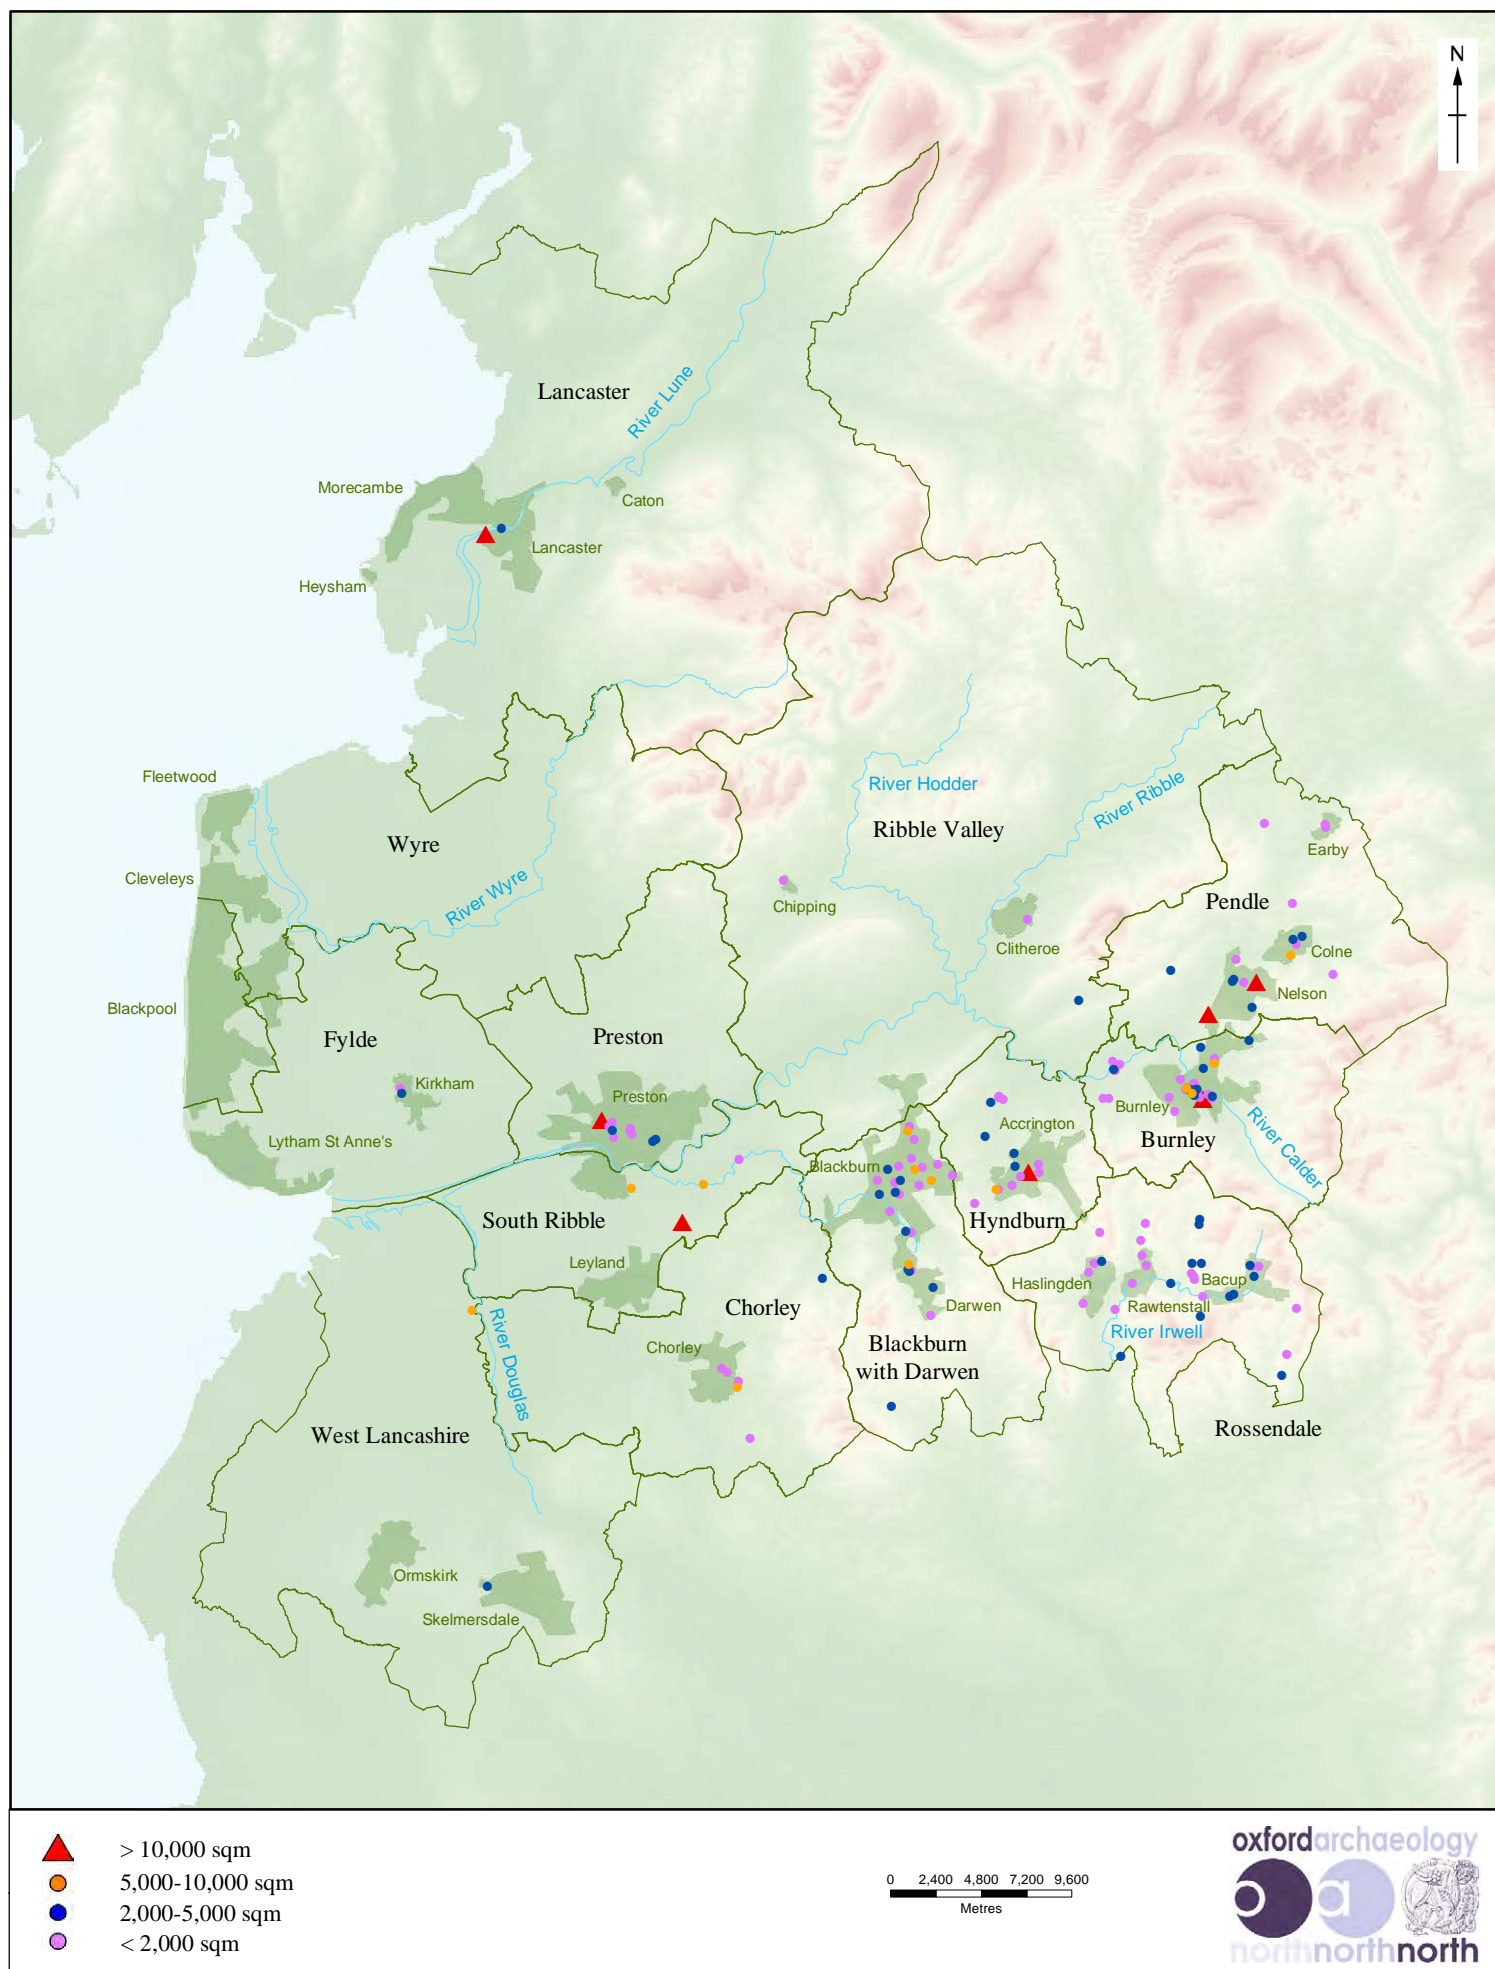 N
Lancaster
River Lune
Morecambe
Caton
Lancaster
Heysham
Fleetwood
River Hodder
River Ribble
Ribble Valley
Wyre
Earby
Cleveleys
River Wyre
Chipping
Pendle
Clitheroe
Colne
Nelson
Blackpool
Fylde
Preston
Kirkham
Preston
Burnley
Accrington
Burnley
Lytham St Anne's
River Calder
Blackburn
South Ribble
Hyndburn
Leyland
Haslingden
Bacup
Chorley
Darwen
Rawtenstall
River Irwell
River Douglas
Chorley
Blackburn
with Darwen
West Lancashire
Rossendale
Ormskirk
Skelmersdale
> 10,000 sqm
5,000-10,000 sqm
2,000-5,000 sqm
< 2,000 sqm
0 2,400 4,800 7,200 9,600
Metres
oxfordarchaeology
northnorthnorth